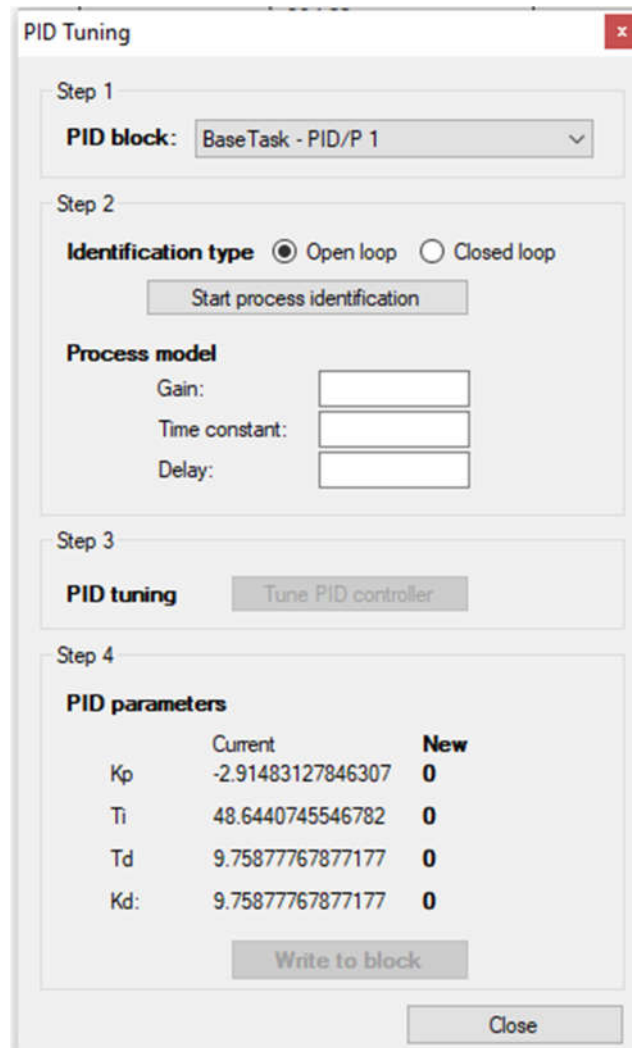 PID Tuning
x
Step 1
PID block: BaseTask - PID/P 1
Step 2
Identification type Open loop Closed loop
Start process identification
Process model
Gain:
Time constant:
Delay:
Step 3
PID tuning Tune PID controller
Step 4
PID parameters
Current New
Kp -2.91483127846307 0
Ti 48.6440745546782 0
Td 9.75877767877177 0
Kd: 9.75877767877177 0
Write to block
Close